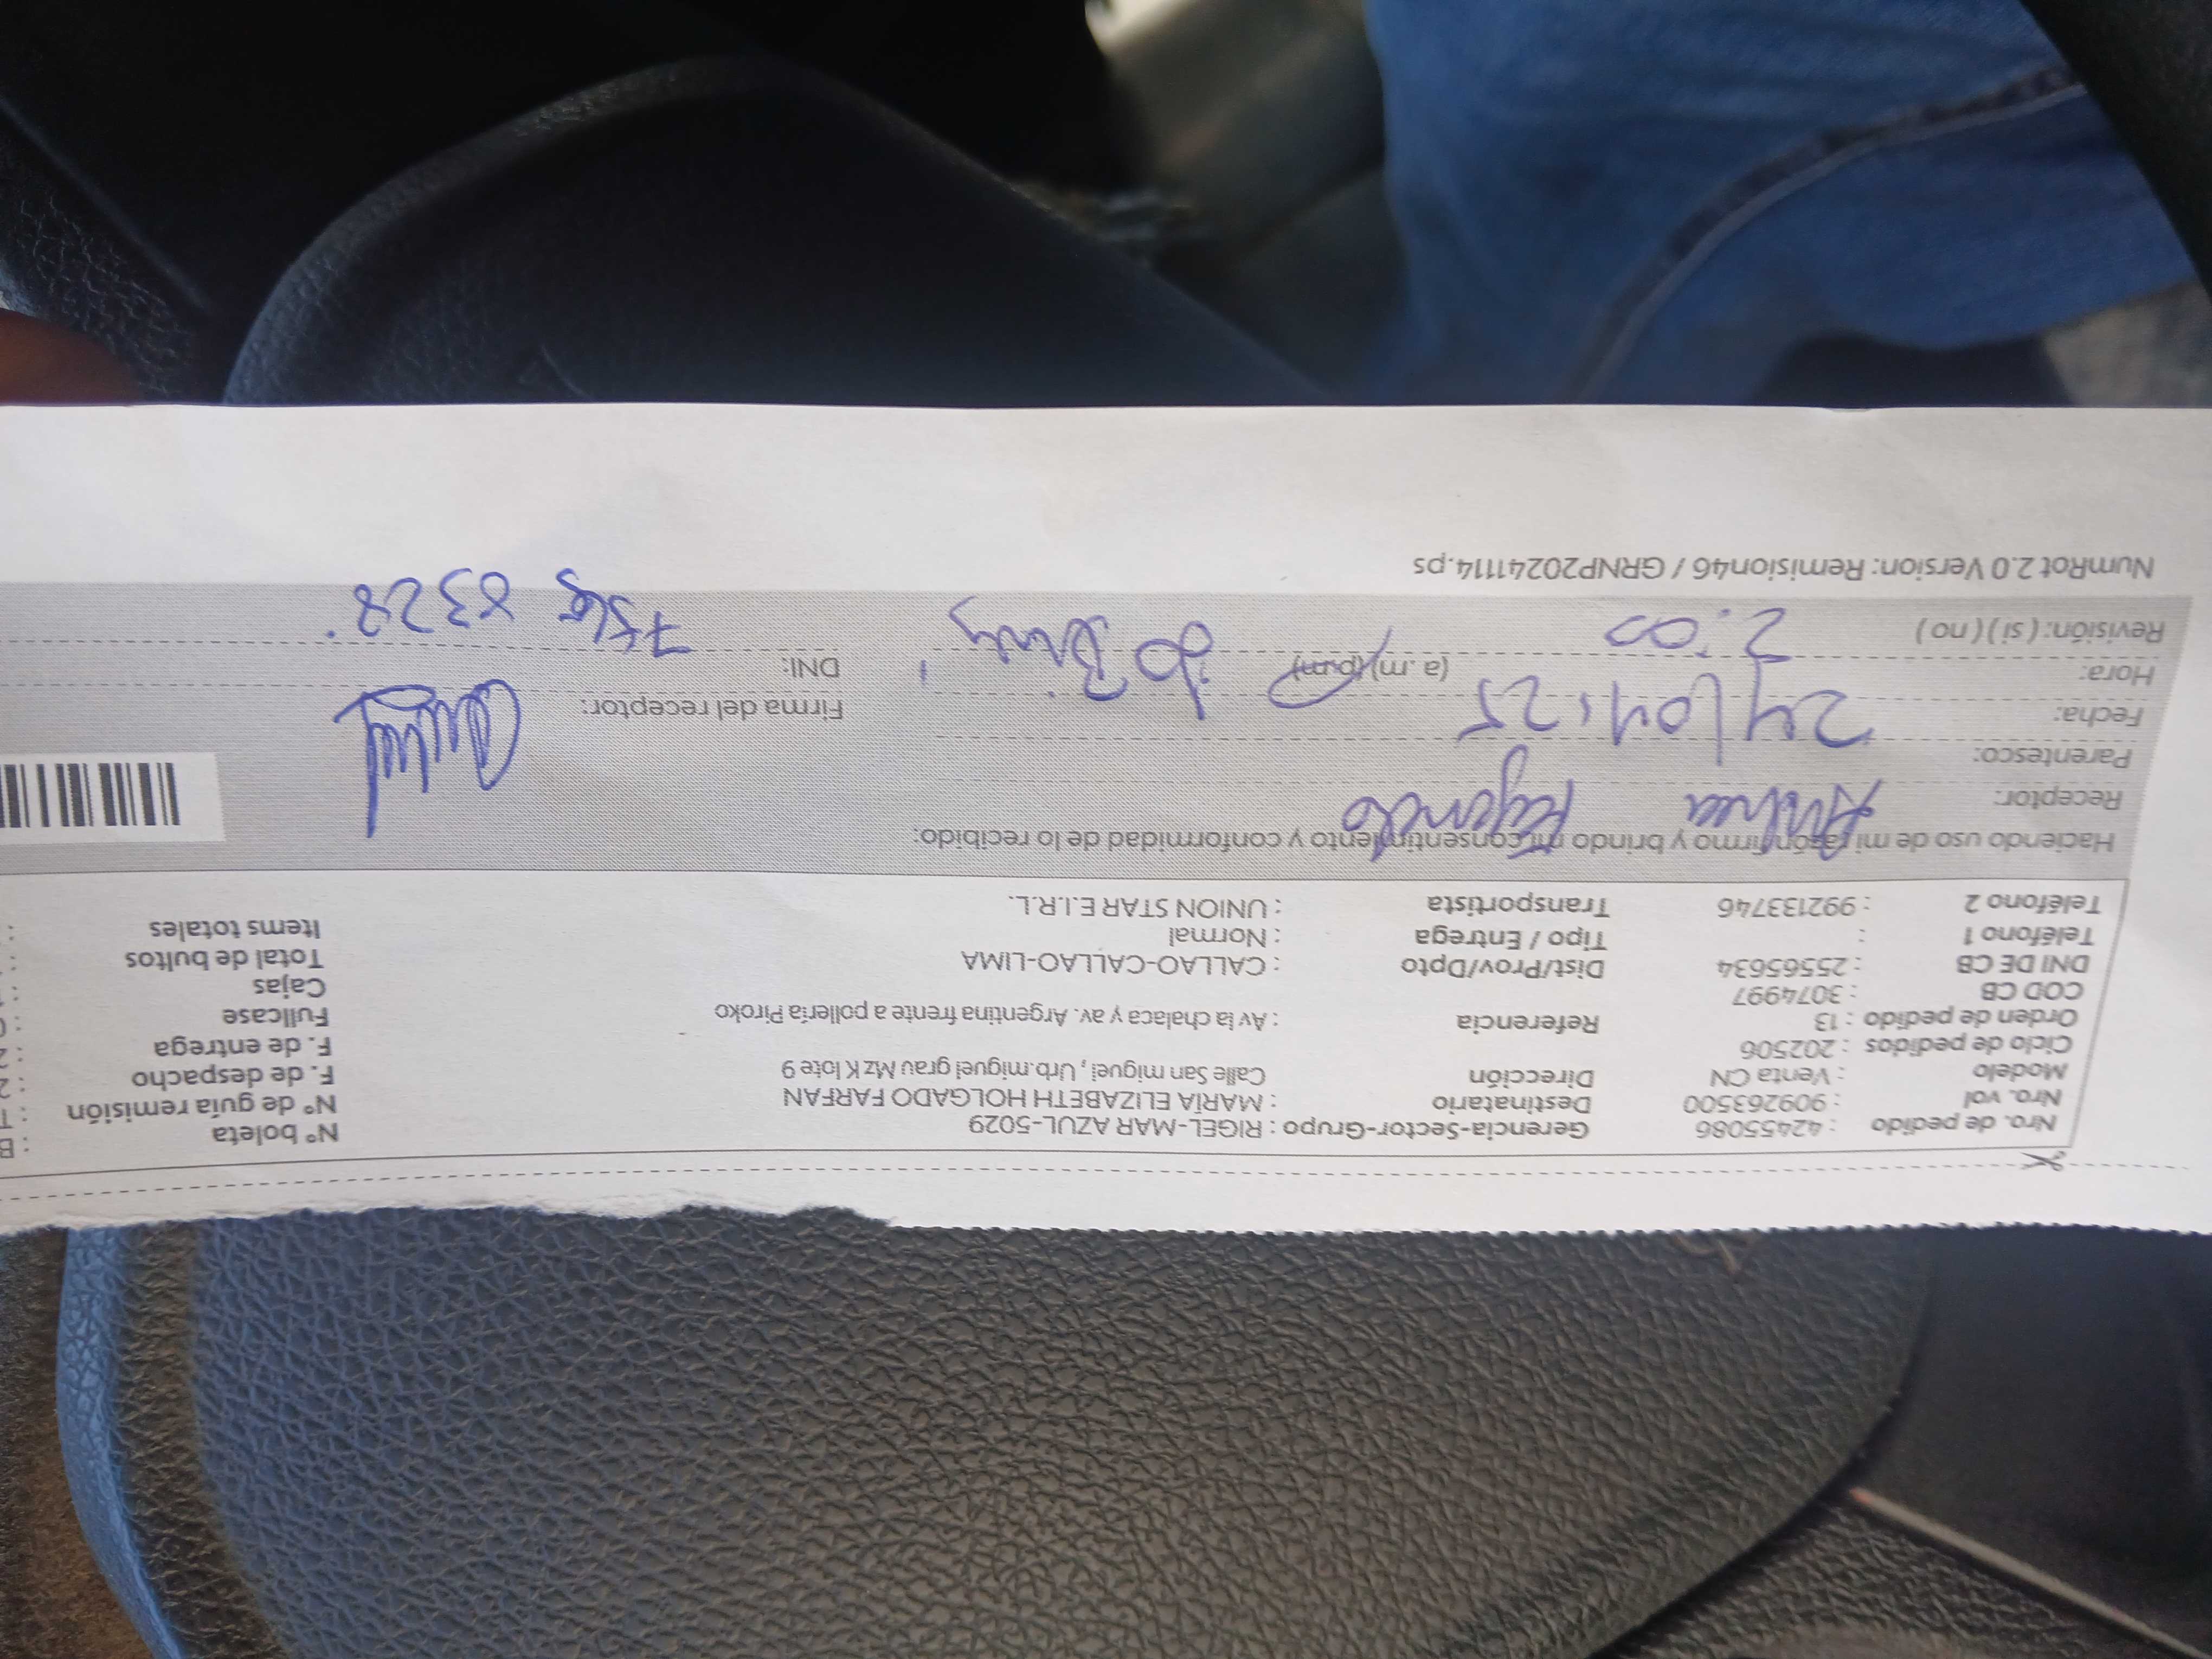 Nro. de pedido : 42455086 Gerencia-Sector-Grupo : RIGEL-MAR AZUL-5029 N° boleta : B
Nro. vol : 909263500 Destinatario : MARÍA ELIZABETH HOLGADO FARFAN N° de guía remisión : T
Modelo : Venta CN Dirección Calle San miguel, Urb.miguel grau Mz K lote 9 F. de despacho : 2
Ciclo de pedidos : 202506 F. de entrega :
Orden de pedido : 13 Referencia : Av la chalaca y av. Argentina frente a pollería Piroko Fullcase :
COD CB : 3074997 Cajas :
DNI DE CB : 25565634 Dist/Prov/Dpto : CALLAO-CALLAO-LIMA Total de bultos :
Teléfono 1 : Tipo / Entrega : Normal Items totales :
Teléfono 2 : 992133746 Transportista : UNION STAR E.I.R.L.
Haciendo uso de mi razón firmo y brindo mi consentimiento y conformidad de lo recibido:
Receptor: Andrea
Parentesco:
Fecha: 24/04/25 Firma del receptor:
Hora: 2:00 (a.m) (p.m) DNI:
Revisión: ( si ) ( no )
NumRot 2.0 Version: Remision46 / GRNP20241114.ps